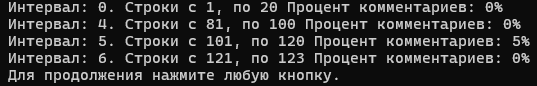 Интервал: 0. Строки с 1, по 20 Процент комментариев: 0%
Интервал: 4. Строки с 81, по 100 Процент комментариев: 0%
Интервал: 5. Строки с 101, по 120 Процент комментариев: 5%
Интервал: 6. Строки с 121, по 123 Процент комментариев: 0%
Для продолжения нажмите любую кнопку.